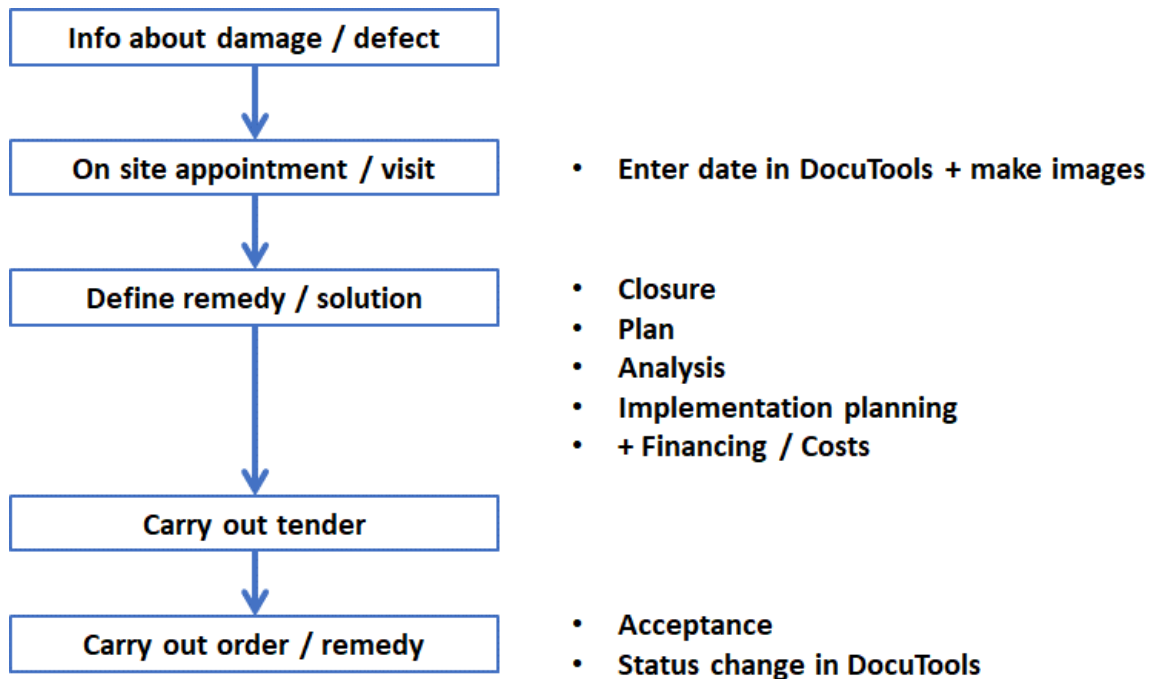 Info about damage / defect
On site appointment / visit
• Enter date in DocuTools + make images
Define remedy / solution
• Closure
• Plan
• Analysis
• Implementation planning
• + Financing / Costs
Carry out tender
Carry out order / remedy
• Acceptance
• Status change in DocuTools